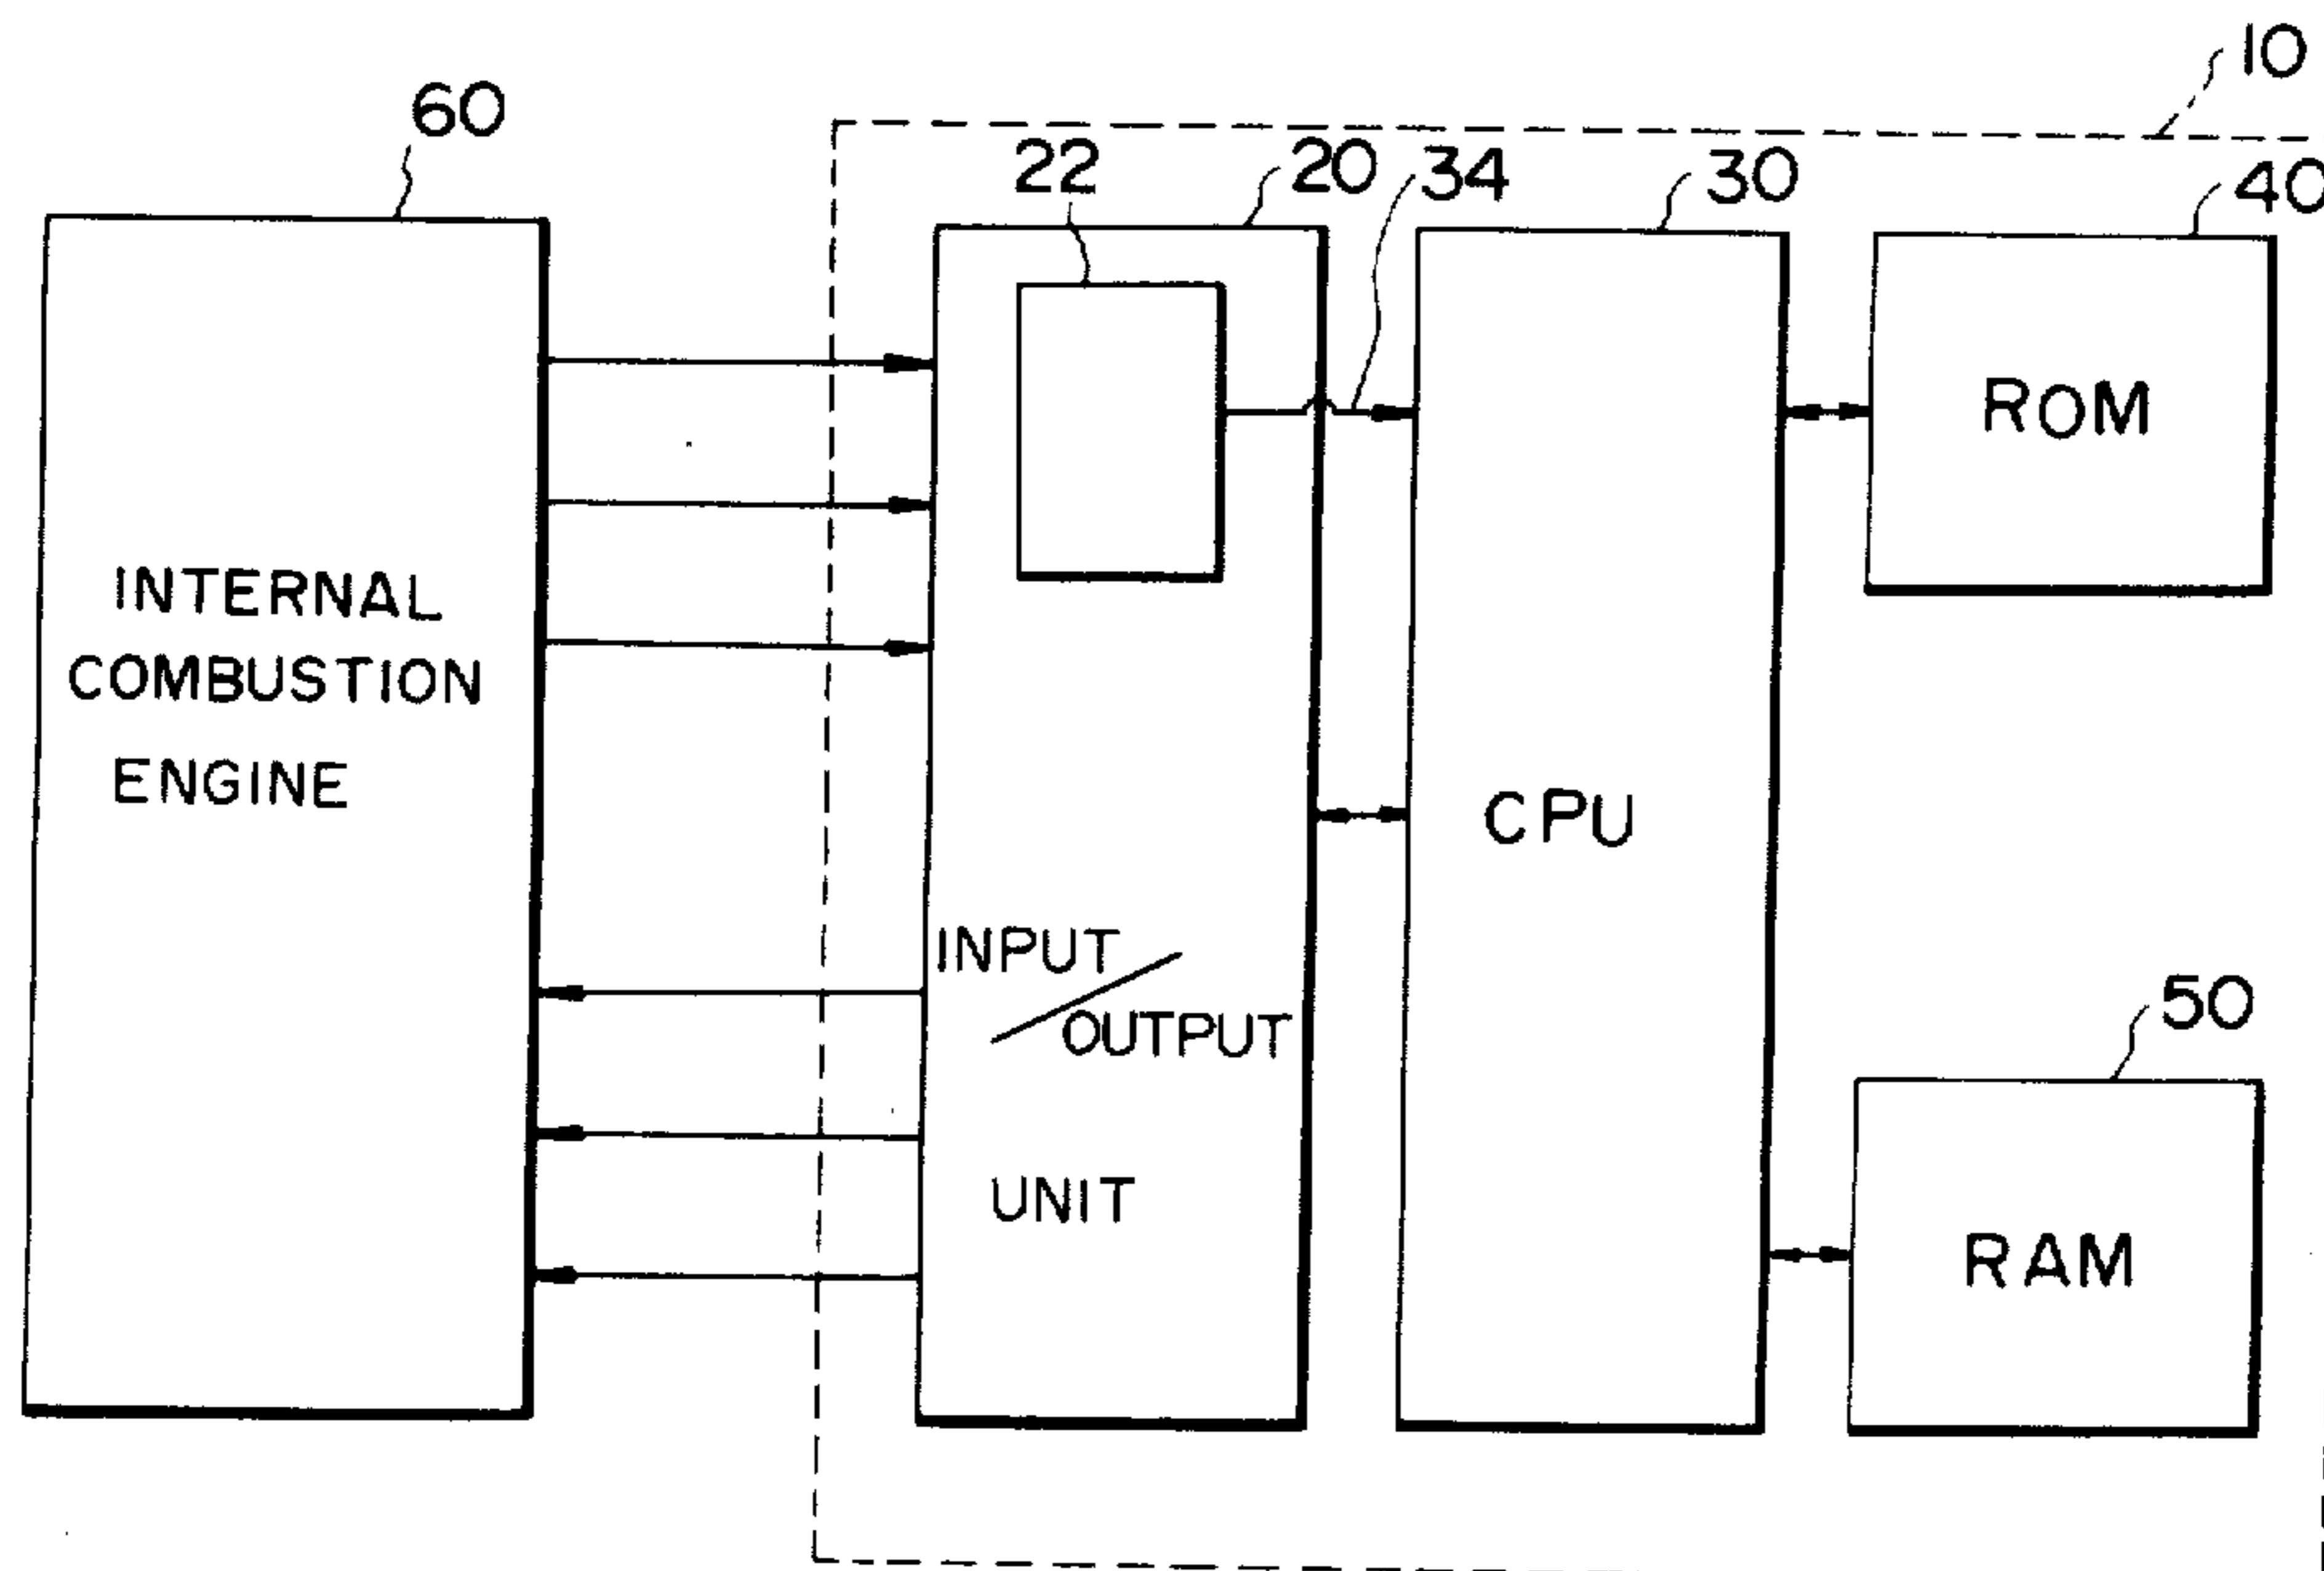 10
60
22
20
34
30
40
ROM
INTERNAL
COMBUSTION
ENGINE
CPU
INPUT
/OUTPUT
UNIT
50
RAM